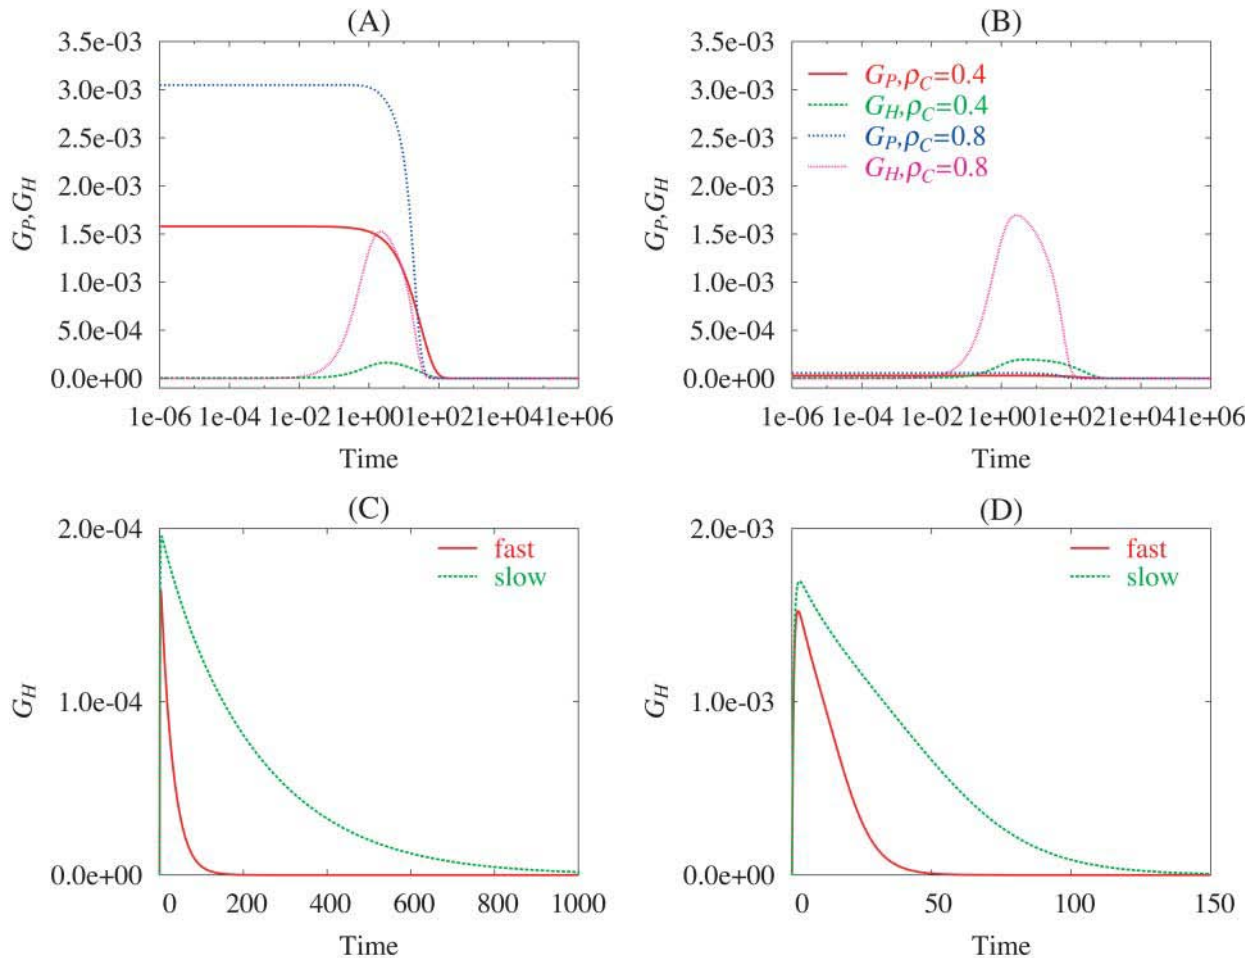 (A)
3.5e-03
3.0e-03
2.5e-03
2.0e-03
1.5e-03
1.0e-03
5.0e-04
0.0e+00
G_P,G_H
1e-06 1e-04 1e-02 1e+00 1e+02 1e+04 1e+06
Time
(B)
3.5e-03
3.0e-03
2.5e-03
2.0e-03
1.5e-03
1.0e-03
5.0e-04
0.0e+00
G_P,G_H
G_P,ρ_C=0.4
G_H,ρ_C=0.4
G_P,ρ_C=0.8
G_H,ρ_C=0.8
1e-06 1e-04 1e-02 1e+00 1e+02 1e+04 1e+06
Time
(C)
2.0e-04
1.0e-04
0.0e+00
G_H
fast
slow
0 200 400 600 800 1000
Time
(D)
2.0e-03
1.0e-03
0.0e+00
G_H
fast
slow
0 50 100 150
Time